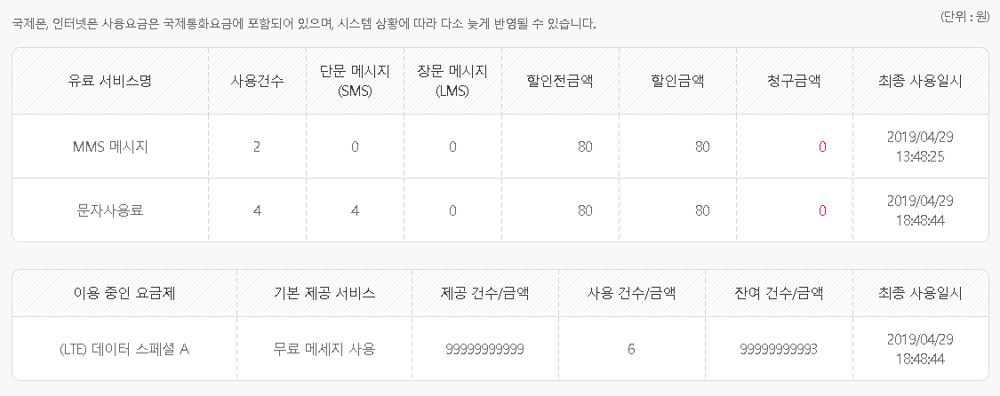 (단위 : 원)
국제폰, 인터넷폰 사용요금은 국제통화요금에 포함되어 있으며, 시스템 상황에 따라 다소 늦게 반영될 수 있습니다.
유료 서비스명 사용건수 단문 메시지 (SMS) 장문 메시지 (LMS) 할인전금액 할인금액 청구금액 최종 사용일시
MMS 메시지 2 0 0 80 80 0 2019/04/29 13:48:25
문자사용료 4 4 0 80 80 0 2019/04/29 18:48:44
이용 중인 요금제 기본 제공 서비스 제공 건수/금액 사용 건수/금액 잔여 건수/금액 최종 사용일시
(LTE) 데이터 스페셜 A 무료 메세지 사용 99999999999 6 99999999993 2019/04/29 18:48:44